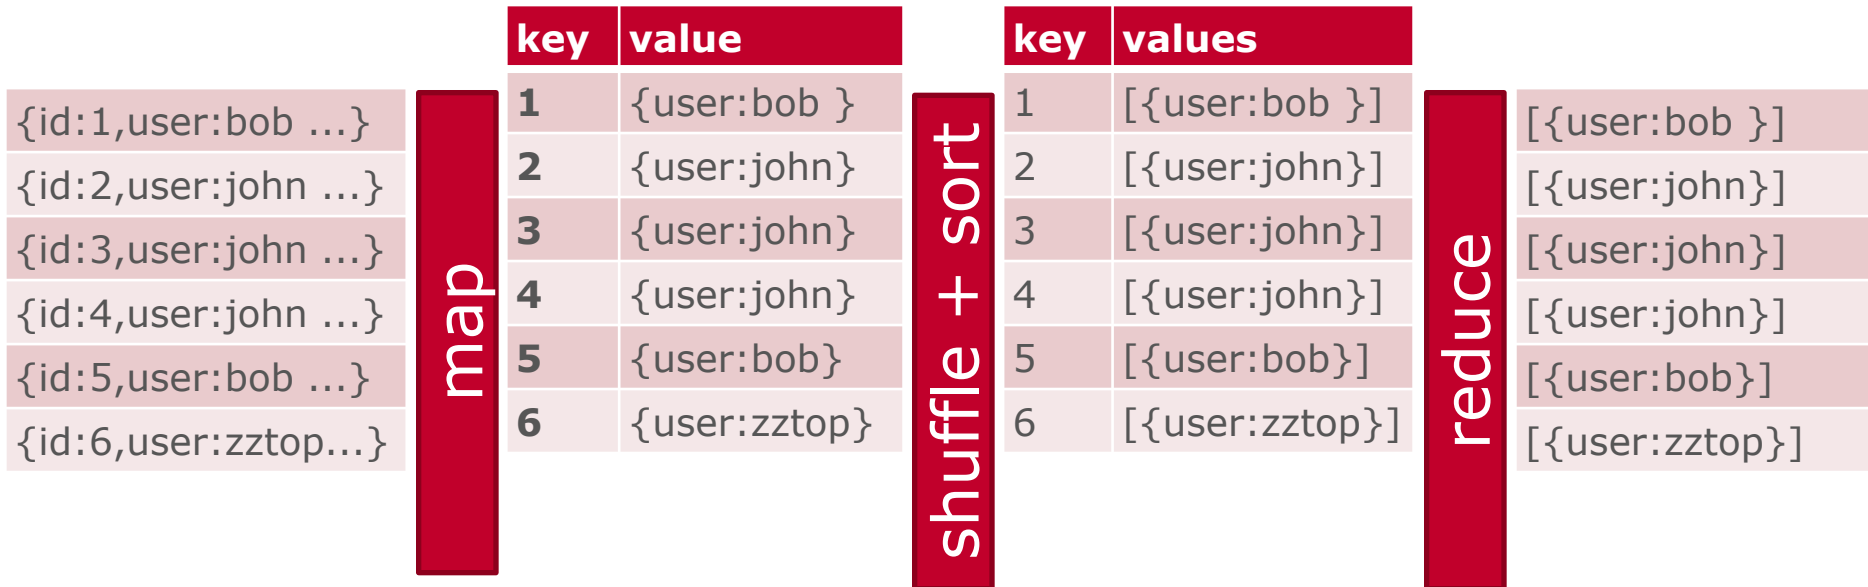 {id:1,user:bob ...}
{id:2,user:john ...}
{id:3,user:john ...}
{id:4,user:john ...}
{id:5,user:bob ...}
{id:6,user:zztop...}
map
key value
1 {user:bob }
2 {user:john}
3 {user:john}
4 {user:john}
5 {user:bob}
6 {user:zztop}
shuffle + sort
key values
1 [{user:bob }]
2 [{user:john}]
3 [{user:john}]
4 [{user:john}]
5 [{user:bob}]
6 [{user:zztop}]
reduce
[{user:bob }]
[{user:john}]
[{user:john}]
[{user:john}]
[{user:bob}]
[{user:zztop}]